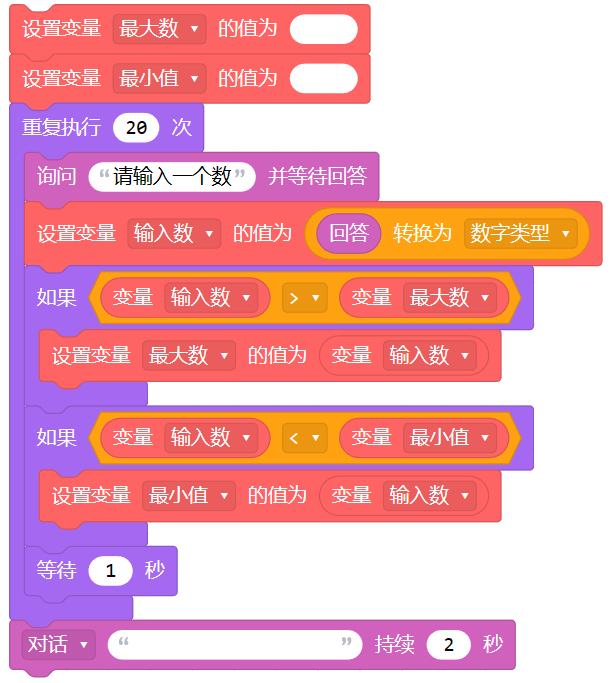 设置变量 最大数 ▾ 的值为
设置变量 最小值 ▾ 的值为
重复执行 20 次
询问 “请输入一个数” 并等待回答
设置变量 输入数 ▾ 的值为 回答 转换为 数字类型 ▾
如果 变量 输入数 ▾ > ▾ 变量 最大数 ▾
设置变量 最大数 ▾ 的值为 变量 输入数 ▾
如果 变量 输入数 ▾ < ▾ 变量 最小值 ▾
设置变量 最小值 ▾ 的值为 变量 输入数 ▾
等待 1 秒
对话 ▾ “ ” 持续 2 秒